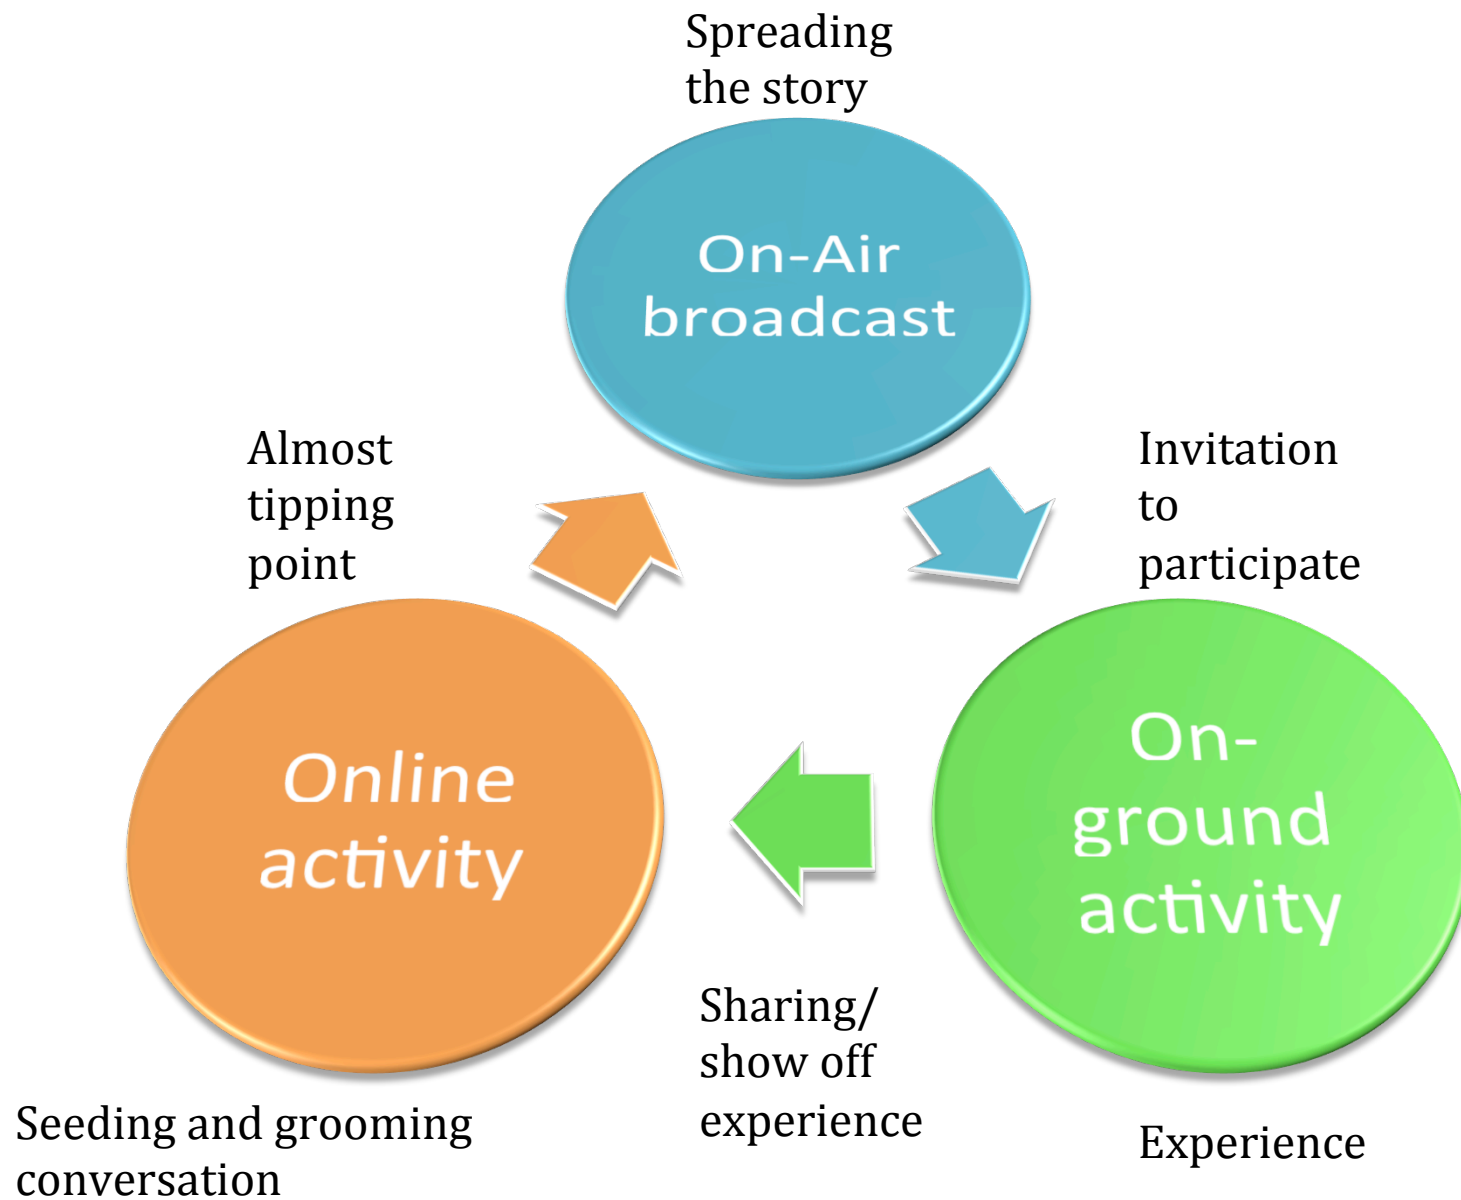 Spreading
the story
On-Air
broadcast
Almost
tipping
point
Invitation
to
participate
Online
activity
On-
ground
activity
Sharing/
show off
experience
Seeding and grooming
conversation
Experience